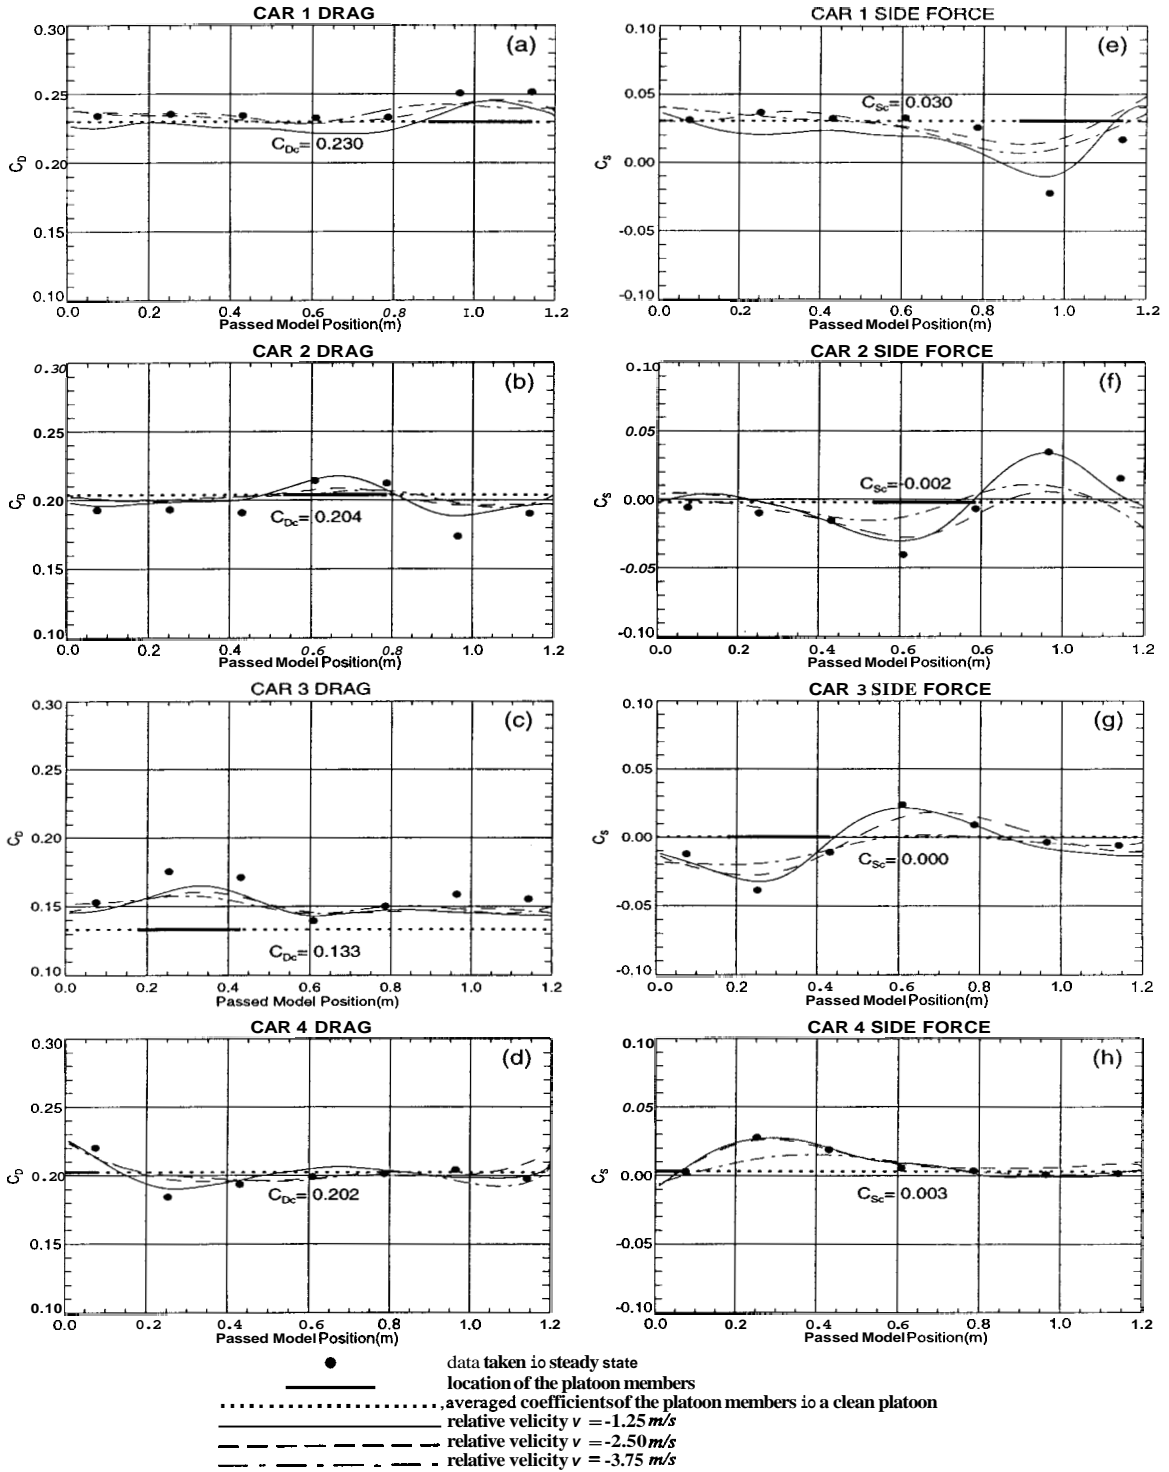 CAR 1 DRAG
(a)
0.30
0.25
0.20
0.15
0.10
C_D
C_Dc= 0.230
0.0 0.2 0.4 0.6 0.8 1.0 1.2
Passed Model Position(m)
CAR 1 SIDE FORCE
(e)
0.10
0.05
0.00
-0.05
-0.10
C_s
C_Sc= 0.030
0.0 0.2 0.4 0.6 0.8 1.0 1.2
Passed Model Position(m)
CAR 2 DRAG
(b)
0.30
0.25
0.20
0.15
0.10
C_D
C_Dc= 0.204
0.0 0.2 0.4 0.6 0.8 1.0 1.2
Passed Model Position(m)
CAR 2 SIDE FORCE
(f)
0.10
0.05
0.00
-0.05
-0.10
C_s
C_Sc=-0.002
0.0 0.2 0.4 0.6 0.8 1.0 1.2
Passed Model Position(m)
CAR 3 DRAG
(c)
0.30
0.25
0.20
0.15
0.10
C_D
C_Dc= 0.133
0.0 0.2 0.4 0.6 0.8 1.0 1.2
Passed Model Position(m)
CAR 3 SIDE FORCE
(g)
0.10
0.05
0.00
-0.05
-0.10
C_s
C_Sc= 0.000
0.0 0.2 0.4 0.6 0.8 1.0 1.2
Passed Model Position(m)
CAR 4 DRAG
(d)
0.30
0.25
0.20
0.15
0.10
C_D
C_Dc= 0.202
0.0 0.2 0.4 0.6 0.8 1.0 1.2
Passed Model Position(m)
CAR 4 SIDE FORCE
(h)
0.10
0.05
0.00
-0.05
-0.10
C_s
C_Sc= 0.003
0.0 0.2 0.4 0.6 0.8 1.0 1.2
Passed Model Position(m)
data taken io steady state
location of the platoon members
,averaged coefficients of the platoon members io a clean platoon
relative velicity v =-1.25 m/s
relative velicity v =-2.50 m/s
relative velicity v = -3.75 m/s